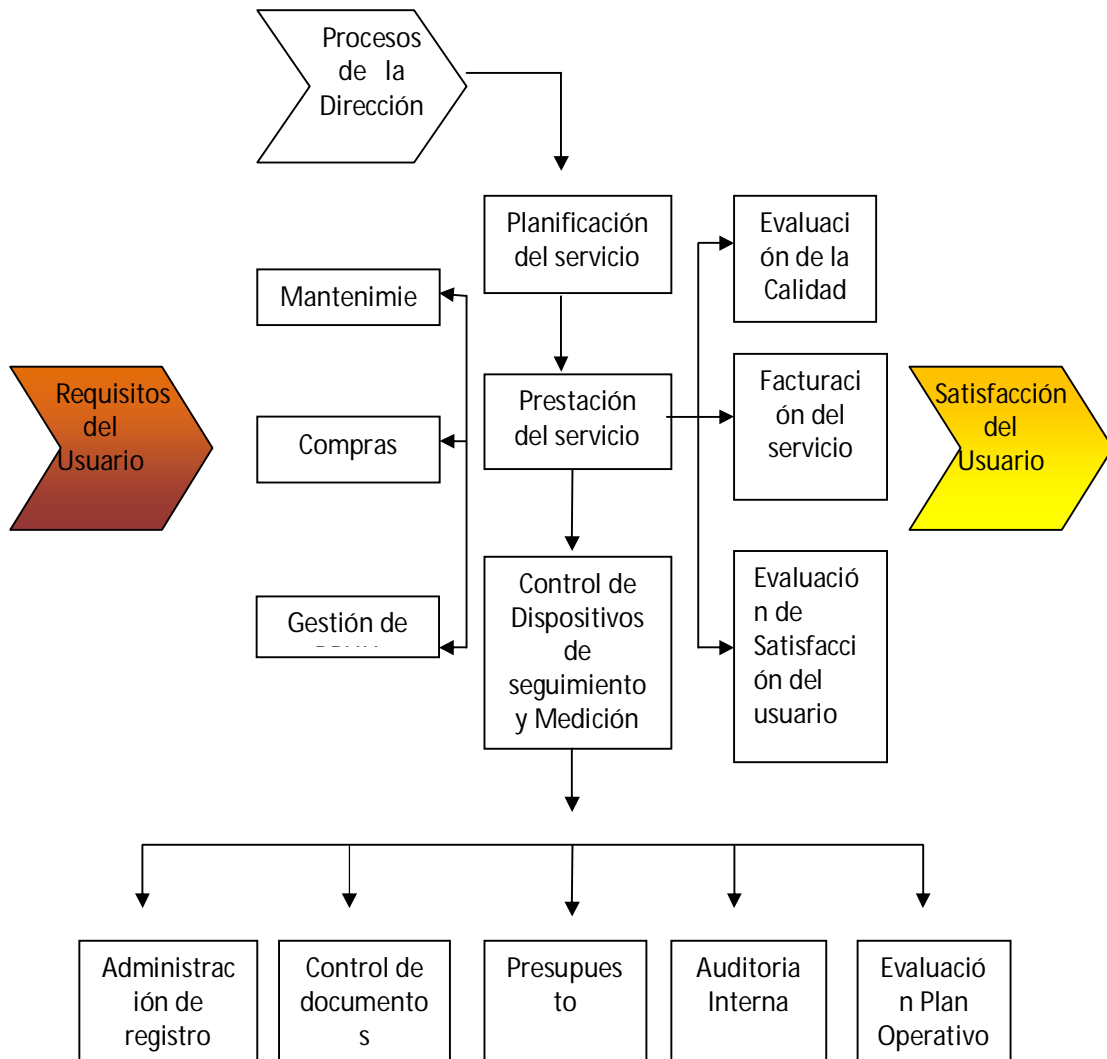 Procesos
de la
Dirección
Planificación
del servicio
Evaluaci
ón de la
Calidad
Mantenimie
Requisitos
del
Usuario
Compras
Prestación
del servicio
Facturaci
ón del
servicio
Satisfacción
del
Usuario
Gestión de
Control de
Dispositivos
de
seguimiento
y Medición
Evaluació
n de
Satisfacci
ón del
usuario
Administrac
ión de
registro
Control de
documento
s
Presupues
to
Auditoria
Interna
Evaluació
n Plan
Operativo